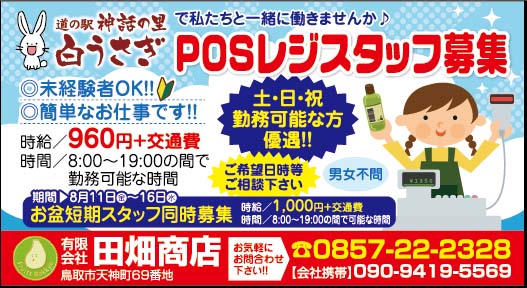 道の駅 神話の里
白うさぎ
で私たちと一緒に働きませんか♪
POSレジスタッフ募集
◎未経験者OK!!
◎簡単なお仕事です!!
時給/960円+交通費
時間/8:00～19:00の間で
勤務可能な時間
土・日・祝
勤務可能な方
優遇!!
ご希望日時等
ご相談下さい
男女不問
¥1350
期間▶8月11日㊎～16日㊌
お盆短期スタッフ同時募集
時給/1,000円+交通費
時間/8:00～19:00の間で可能な時間
Fruits Batake
有限会社 田畑商店
鳥取市天神町69番地
お気軽に
お問合わせ
下さい!!
☎0857-22-2328
【会社携帯】090-9419-5569